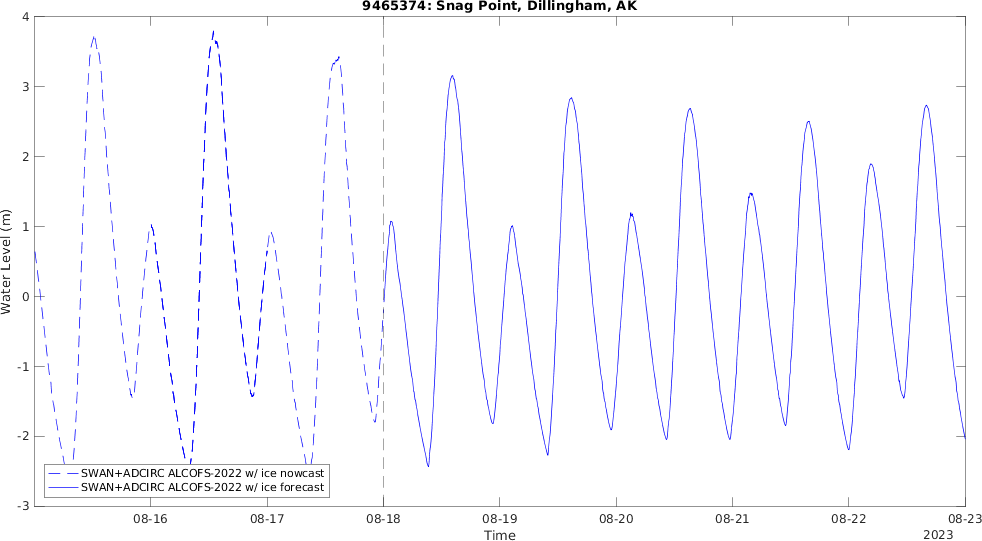 9465374: Snag Point, Dillingham, AK
Water Level (m)
4
3
2
1
0
-1
-2
-3
SWAN+ADCIRC ALCOFS-2022 w/ ice nowcast
SWAN+ADCIRC ALCOFS-2022 w/ ice forecast
08-16 08-17 08-18 08-19 08-20 08-21 08-22 08-23
Time
2023